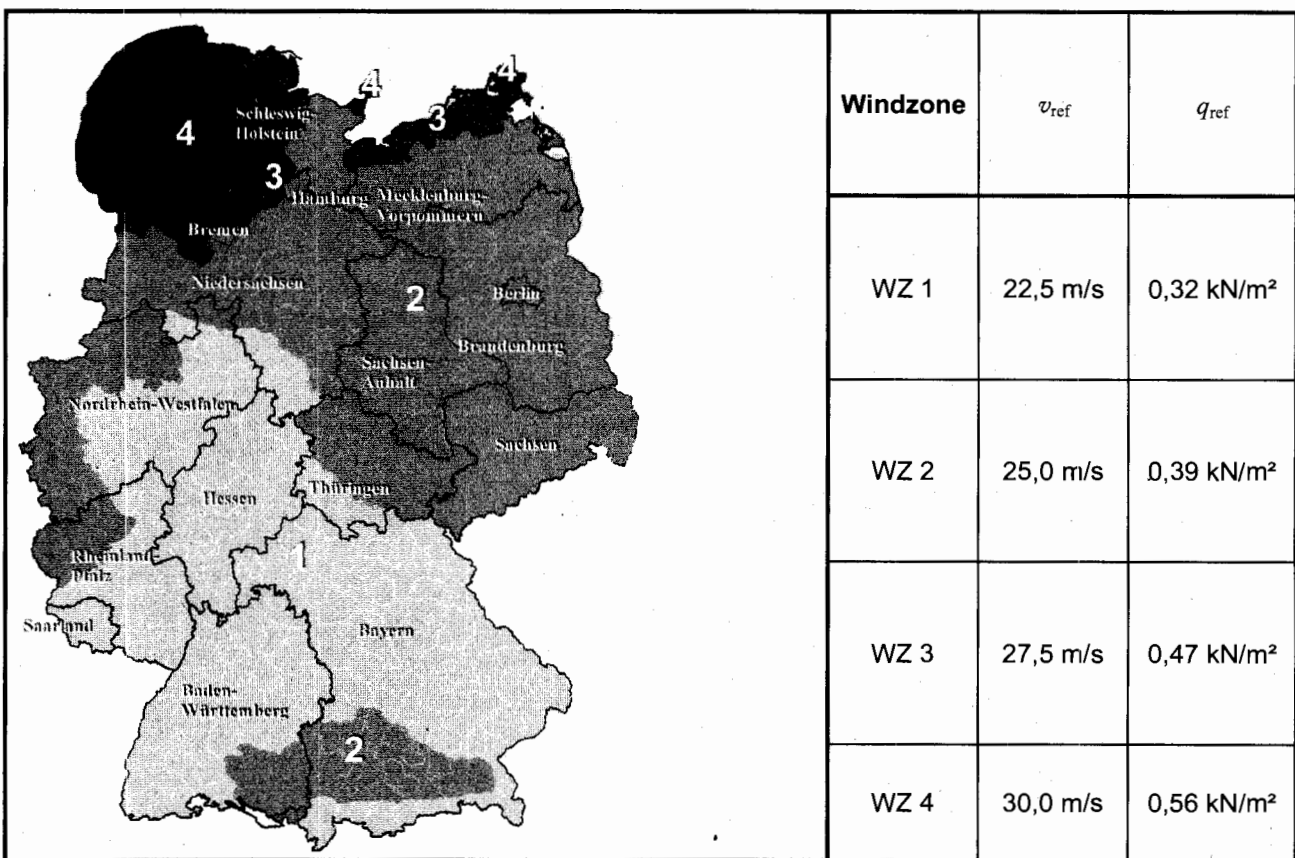 4
4
4
Schleswig-
Holstein
3
3
Hamburg
Mecklenburg-
Vorpommern
Bremen
Niedersachsen
2
Berlin
Brandenburg
Sachsen-
Anhalt
Nordrhein-Westfalen
Sachsen
Thüringen
Hessen
1
Rheinland-
Pfalz
Saarland
Bayern
Baden-
Württemberg
2
Windzone v_ref q_ref
WZ 1 22,5 m/s 0,32 kN/m²
WZ 2 25,0 m/s 0,39 kN/m²
WZ 3 27,5 m/s 0,47 kN/m²
WZ 4 30,0 m/s 0,56 kN/m²